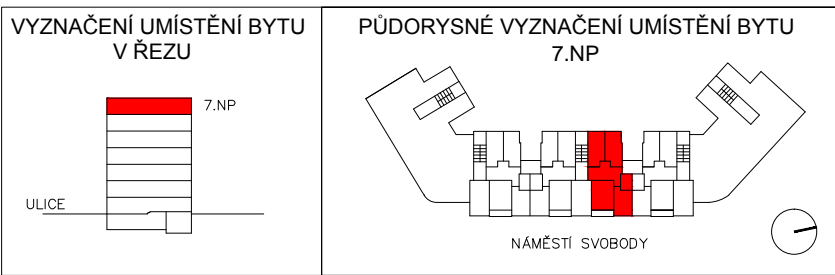 VYZNAČENÍ UMÍSTĚNÍ BYTU
V ŘEZU
7.NP
ULICE
PŮDORYSNÉ VYZNAČENÍ UMÍSTĚNÍ BYTU
7.NP
NÁMĚSTÍ SVOBODY